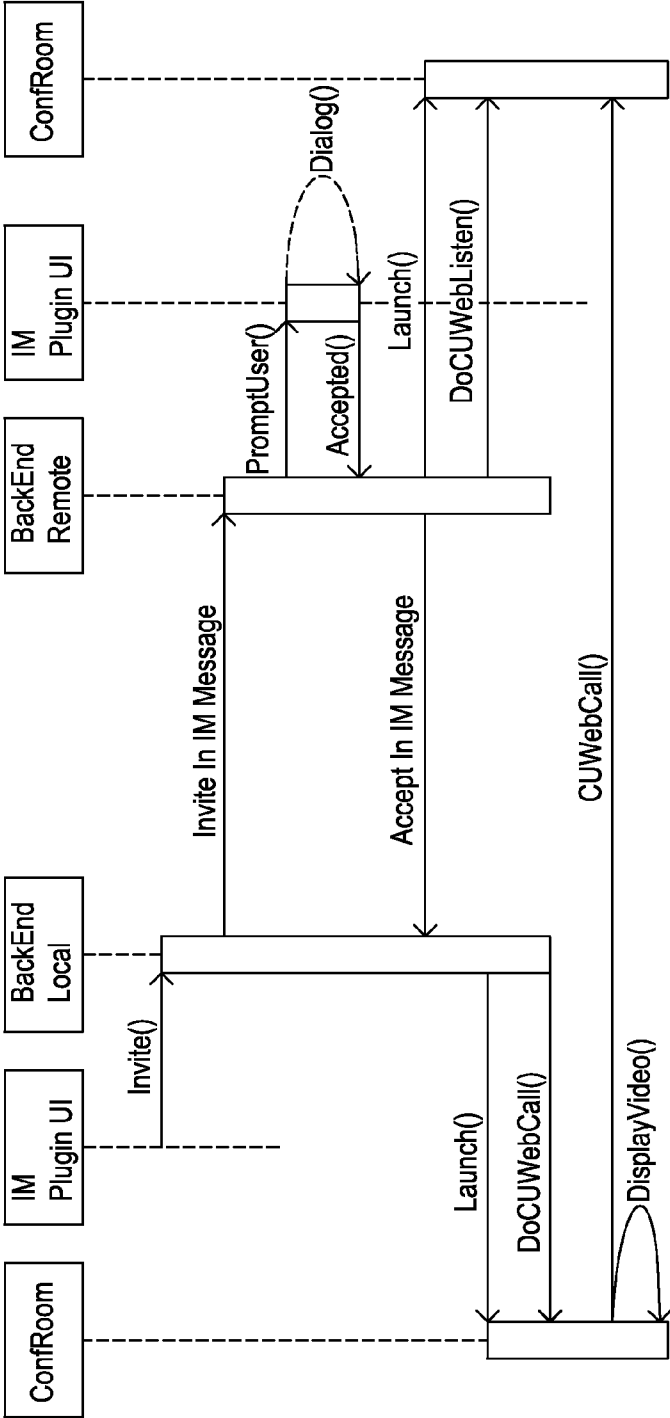 ConfRoom
IM
Plugin UI
BackEnd
Local
BackEnd
Remote
IM
Plugin UI
ConfRoom
Invite()
Invite In IM Message
PromptUser()
Dialog()
Accepted()
Accept In IM Message
Launch()
Launch()
DoCUWebListen()
DoCUWebCall()
CUWebCall()
DisplayVideo()